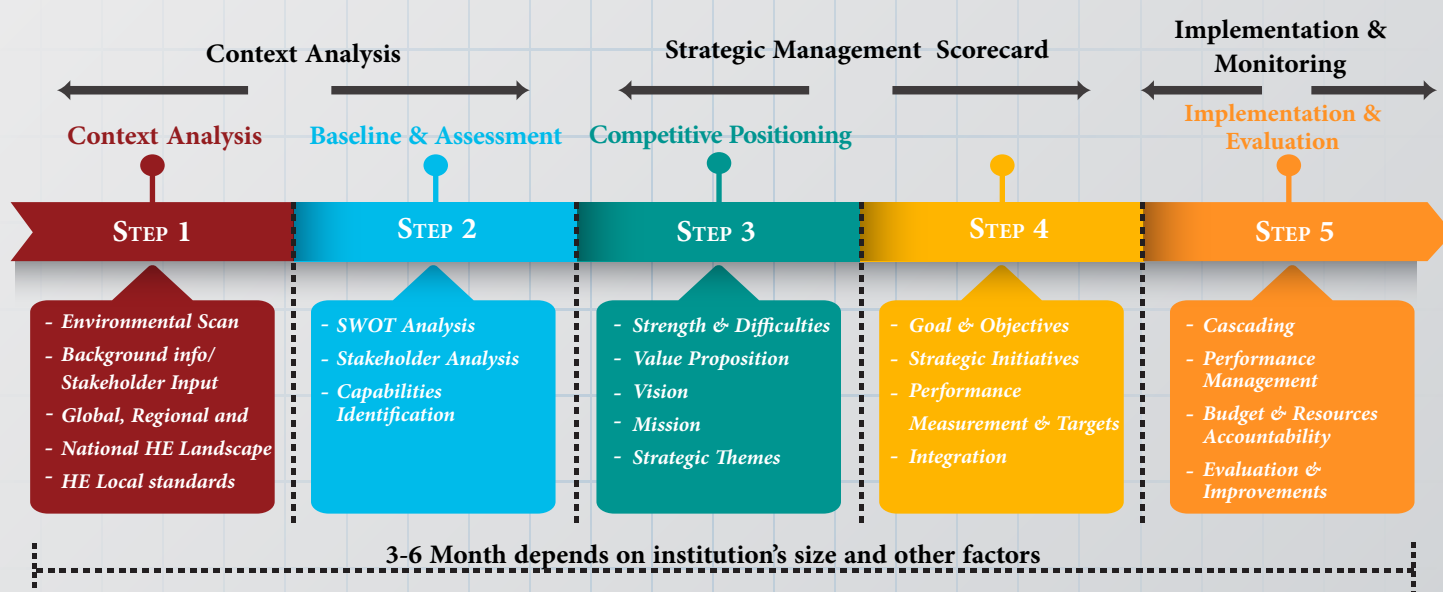 Context Analysis
Strategic Management Scorecard
Implementation &
Monitoring
Context Analysis
Baseline & Assessment
Competitive Positioning
Implementation &
Evaluation
STEP 1
STEP 2
STEP 3
STEP 4
STEP 5
- Environmental Scan
- Background info/
Stakeholder Input
- Global, Regional and
- National HE Landscape
- HE Local standards
- SWOT Analysis
- Stakeholder Analysis
- Capabilities
Identification
- Strength & Difficulties
- Value Proposition
- Vision
- Mission
- Strategic Themes
- Goal & Objectives
- Strategic Initiatives
- Performance
Measurement & Targets
- Integration
- Cascading
- Performance
Management
- Budget & Resources
Accountability
- Evaluation &
Improvements
3-6 Month depends on institution's size and other factors